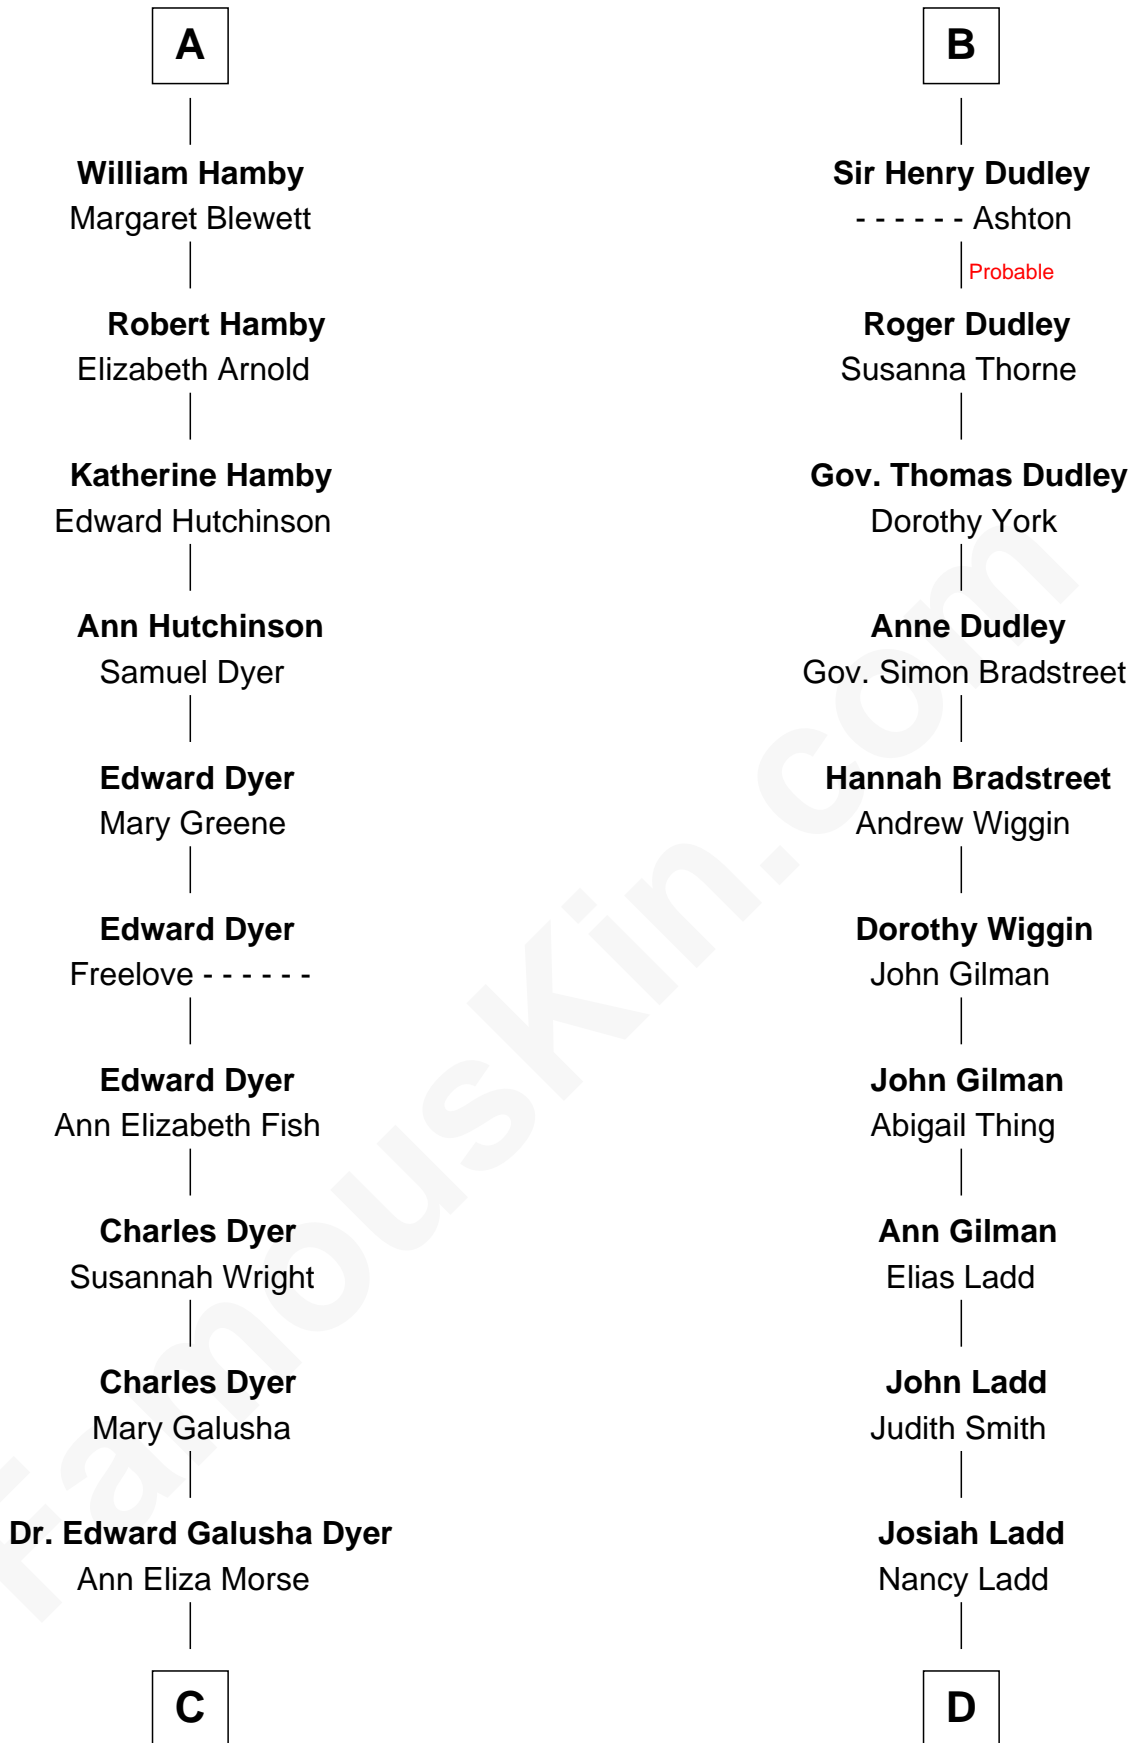 A
William Hamby
Margaret Blewett
Robert Hamby
Elizabeth Arnold
Katherine Hamby
Edward Hutchinson
Ann Hutchinson
Samuel Dyer
Edward Dyer
Mary Greene
Edward Dyer
Freelove - - - - - -
Edward Dyer
Ann Elizabeth Fish
Charles Dyer
Susannah Wright
Charles Dyer
Mary Galusha
Dr. Edward Galusha Dyer
Ann Eliza Morse
C
B
Sir Henry Dudley
- - - - - - Ashton
Probable
Roger Dudley
Susanna Thorne
Gov. Thomas Dudley
Dorothy York
Anne Dudley
Gov. Simon Bradstreet
Hannah Bradstreet
Andrew Wiggin
Dorothy Wiggin
John Gilman
John Gilman
Abigail Thing
Ann Gilman
Elias Ladd
John Ladd
Judith Smith
Josiah Ladd
Nancy Ladd
D
FamousKin.com